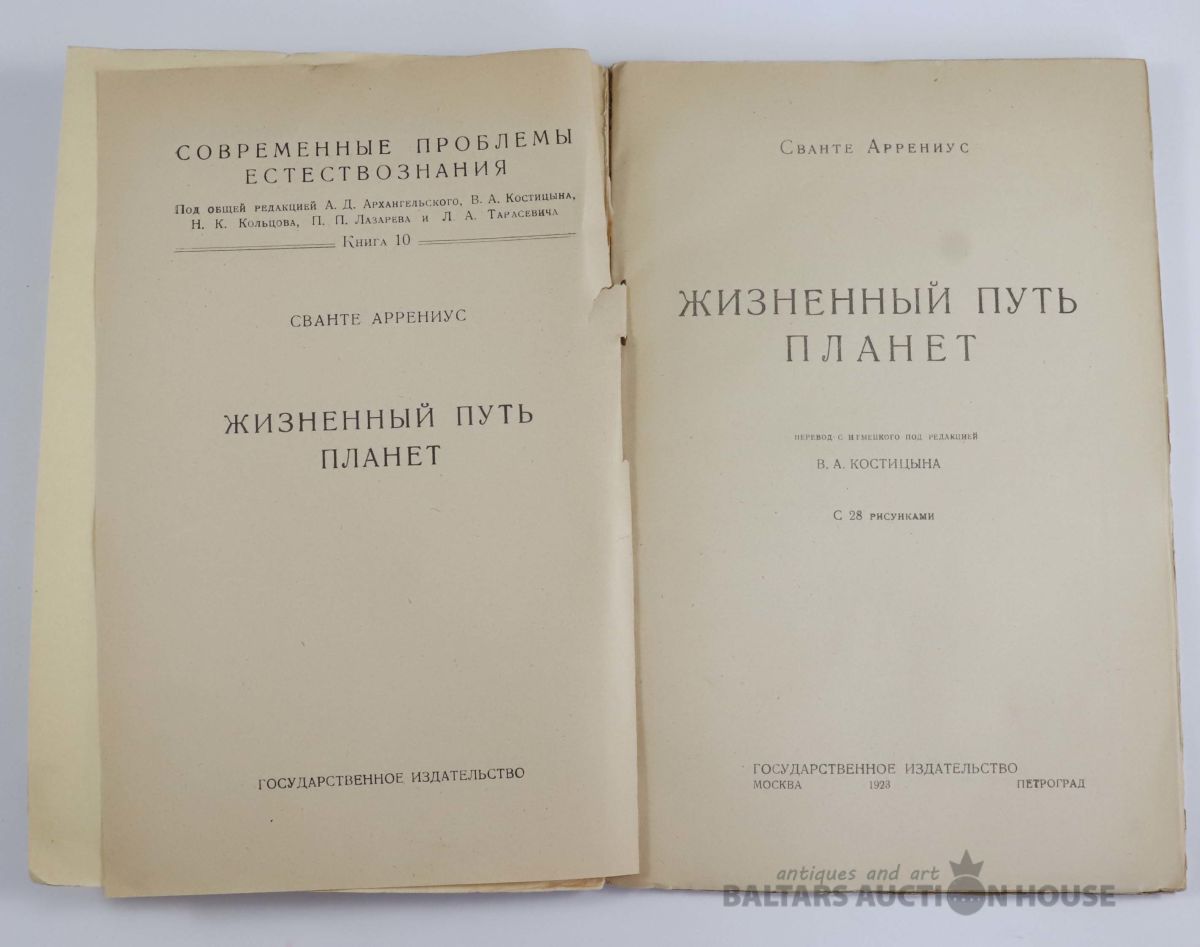 СОВРЕМЕННЫЕ ПРОБЛЕМЫ
ЕСТЕСТВОЗНАНИЯ
Под общей редакцией А. Д. Архангельского, В. А. Костицына,
Н. К. Кольцова, П. П. Лазарева и Л. А. Тарасевича
Книга 10
СВАНТЕ АРРЕНИУС
ЖИЗНЕННЫЙ ПУТЬ
ПЛАНЕТ
ГОСУДАРСТВЕННОЕ ИЗДАТЕЛЬСТВО
Сванте Аррениус
ЖИЗНЕННЫЙ ПУТЬ
ПЛАНЕТ
ПЕРЕВОД С НЕМЕЦКОГО ПОД РЕДАКЦИЕЙ
В. А. КОСТИЦЫНА
С 28 рисунками
ГОСУДАРСТВЕННОЕ ИЗДАТЕЛЬСТВО
МОСКВА 1923 ПЕТРОГРАД
antiques and art
BALTARS AUCTION HOUSE